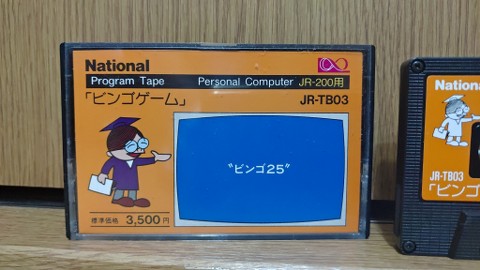 National
Program Tape Personal Computer JR-200用
「ビンゴゲーム」 JR-TB03
"ビンゴ25"
標準価格 3,500円
National
JR-TB03
「ビンゴ